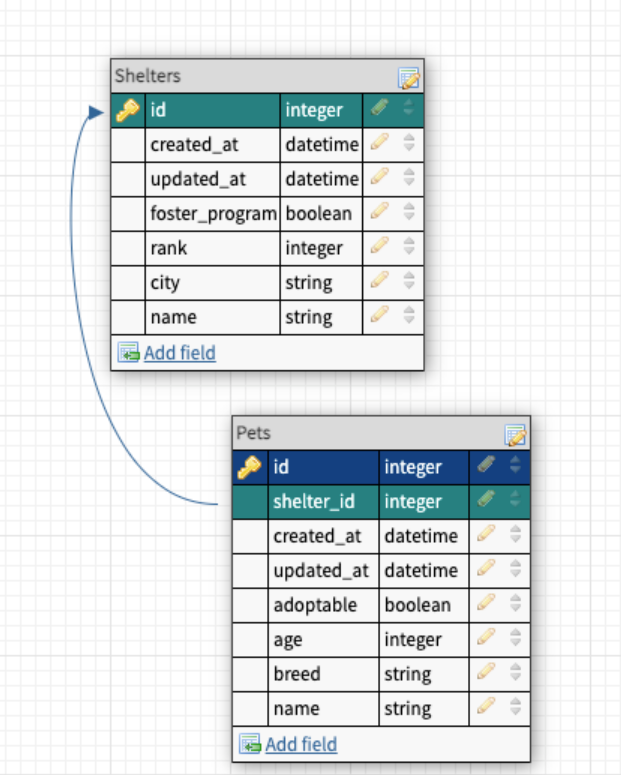 Shelters
id integer
created_at datetime
updated_at datetime
foster_program boolean
rank integer
city string
name string
Add field
Pets
id integer
shelter_id integer
created_at datetime
updated_at datetime
adoptable boolean
age integer
breed string
name string
Add field